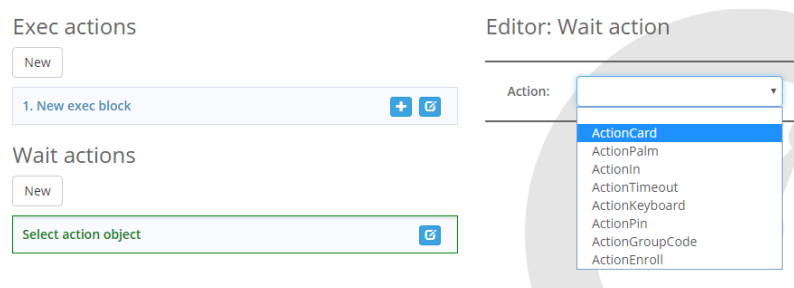 Exec actions
New
1. New exec block
Wait actions
New
Select action object
Editor: Wait action
Action:
ActionCard
ActionPalm
ActionIn
ActionTimeout
ActionKeyboard
ActionPin
ActionGroupCode
ActionEnroll